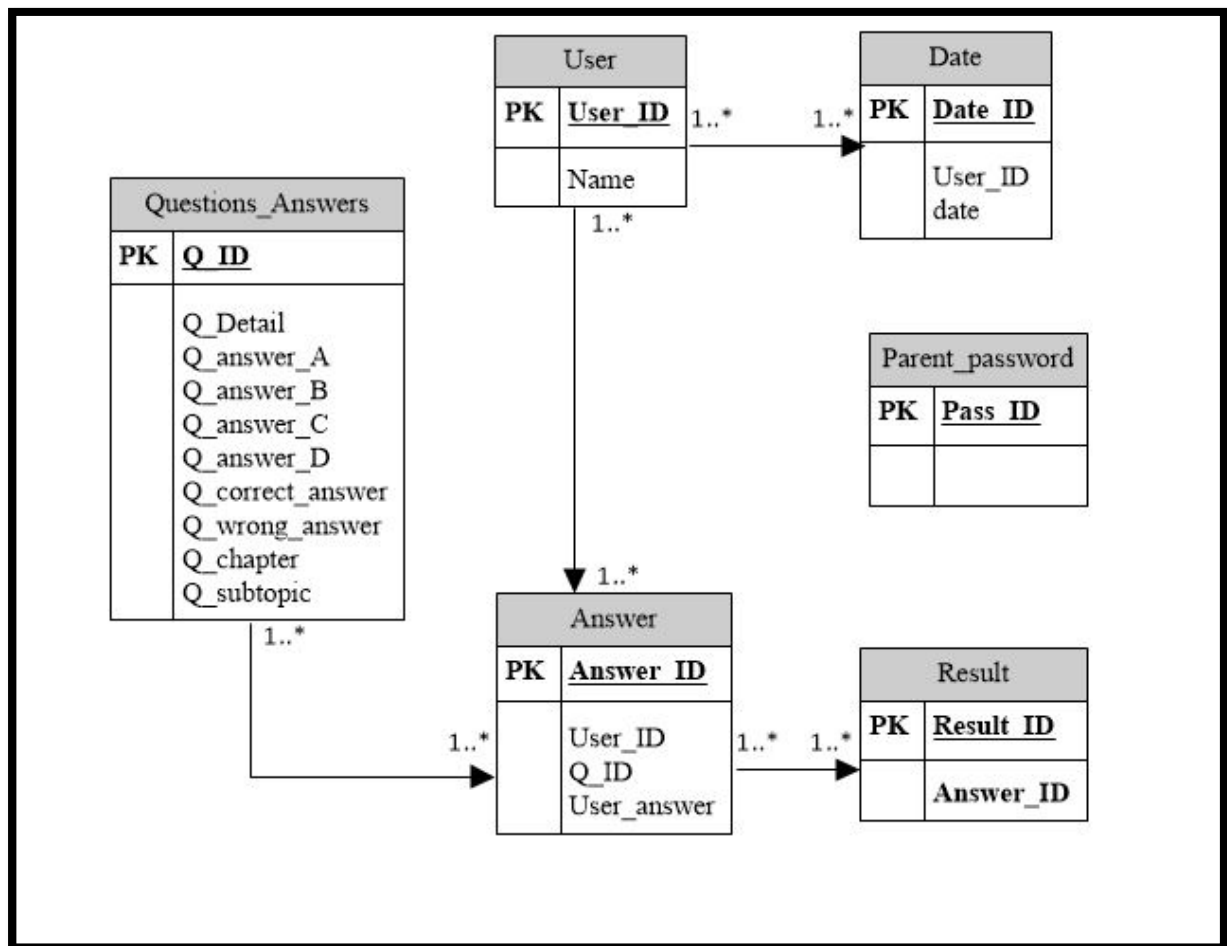 User
PK User_ID
Name
1..*
1..*
Date
PK Date_ID
User_ID
date
1..*
Questions_Answers
PK Q_ID
Q_Detail
Q_answer_A
Q_answer_B
Q_answer_C
Q_answer_D
Q_correct_answer
Q_wrong_answer
Q_chapter
Q_subtopic
1..*
Parent_password
PK Pass_ID
1..*
Answer
PK Answer_ID
User_ID
Q_ID
User_answer
1..*
1..*
1..*
Result
PK Result_ID
Answer_ID